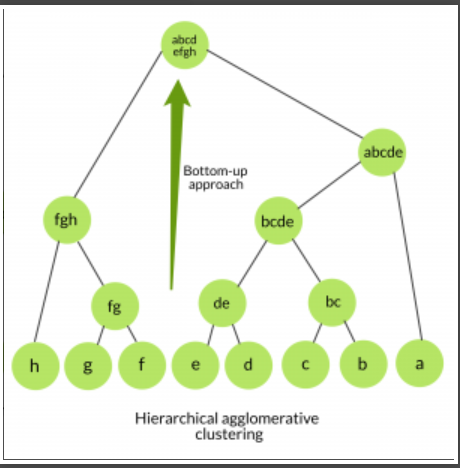 abcd
efgh
abcde
Bottom-up
approach
fgh
bcde
fg
de
bc
h
g
f
e
d
c
b
a
Hierarchical agglomerative
clustering